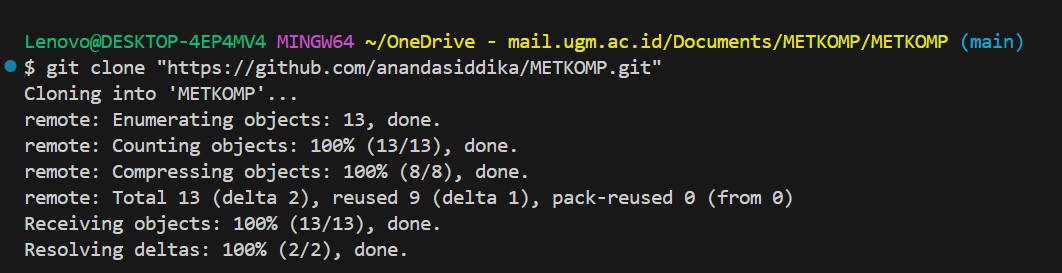 Lenovo@DESKTOP-4EP4MV4 MINGW64 ~/OneDrive - mail.ugm.ac.id/Documents/METKOMP/METKOMP (main)
$ git clone "https://github.com/anandasiddika/METKOMP.git"
Cloning into 'METKOMP'...
remote: Enumerating objects: 13, done.
remote: Counting objects: 100% (13/13), done.
remote: Compressing objects: 100% (8/8), done.
remote: Total 13 (delta 2), reused 9 (delta 1), pack-reused 0 (from 0)
Receiving objects: 100% (13/13), done.
Resolving deltas: 100% (2/2), done.